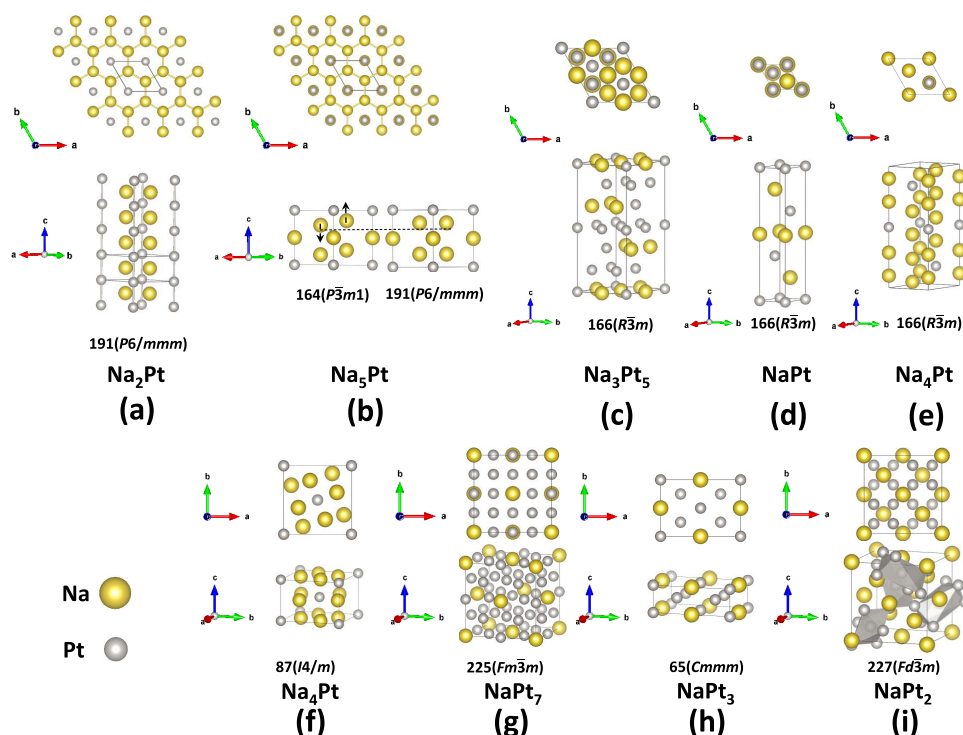 b
a
b
a
b
a
b
a
b
a
c
a
b
c
a
b
164(P3̅m1)
191(P6/mmm)
c
a
b
c
a
b
c
a
b
191(P6/mmm)
166(R3̅m)
166(R3̅m)
166(R3̅m)
Na₂Pt
Na₅Pt
Na₃Pt₅
NaPt
Na₄Pt
(a)
(b)
(c)
(d)
(e)
b
a
b
a
b
a
b
a
Na
Pt
c
a
b
c
a
b
c
a
b
c
a
b
87(I4/m)
225(Fm3̅m)
65(Cmmm)
227(Fd3̅m)
Na₄Pt
NaPt₇
NaPt₃
NaPt₂
(f)
(g)
(h)
(i)